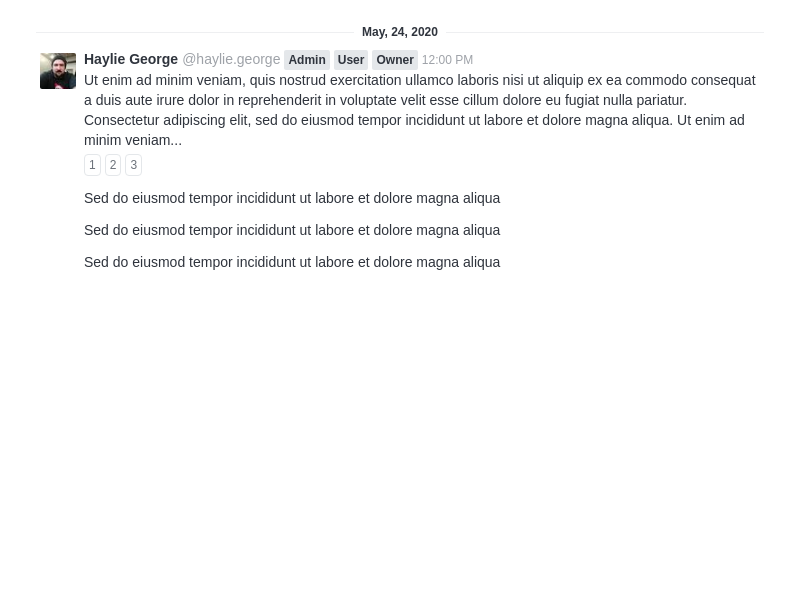 May, 24, 2020
Haylie George @haylie.george Admin User Owner 12:00 PM
Ut enim ad minim veniam, quis nostrud exercitation ullamco laboris nisi ut aliquip ex ea commodo consequat
a duis aute irure dolor in reprehenderit in voluptate velit esse cillum dolore eu fugiat nulla pariatur.
Consectetur adipiscing elit, sed do eiusmod tempor incididunt ut labore et dolore magna aliqua. Ut enim ad
minim veniam...
1 2 3
Sed do eiusmod tempor incididunt ut labore et dolore magna aliqua
Sed do eiusmod tempor incididunt ut labore et dolore magna aliqua
Sed do eiusmod tempor incididunt ut labore et dolore magna aliqua